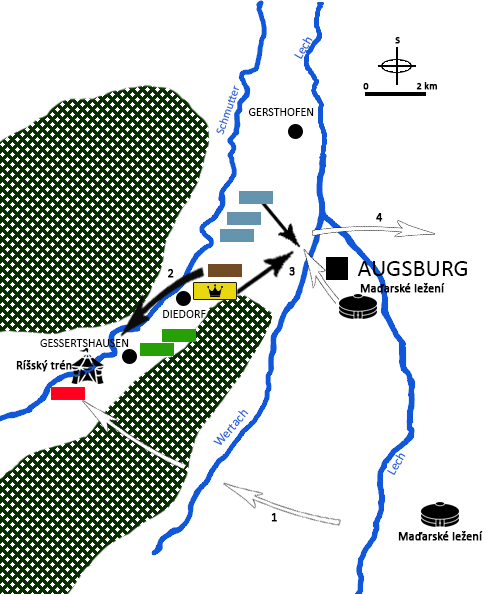 S
0 2 km
Lech
Schmutter
GERSTHOFEN
4
AUGSBURG
Maďarské ležení
2
3
DIEDORF
GESSERTSHAUSEN
Ríšský trén
Wertach
Lech
1
Maďarské ležení